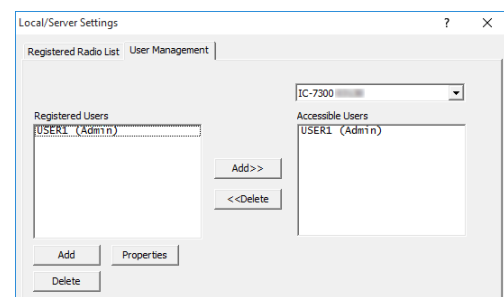 Local/Server Settings ? ✕
Registered Radio List User Management
IC-7300
Registered Users Accessible Users
USER1 (Admin) USER1 (Admin)
Add>>
<<Delete
Add Properties
Delete